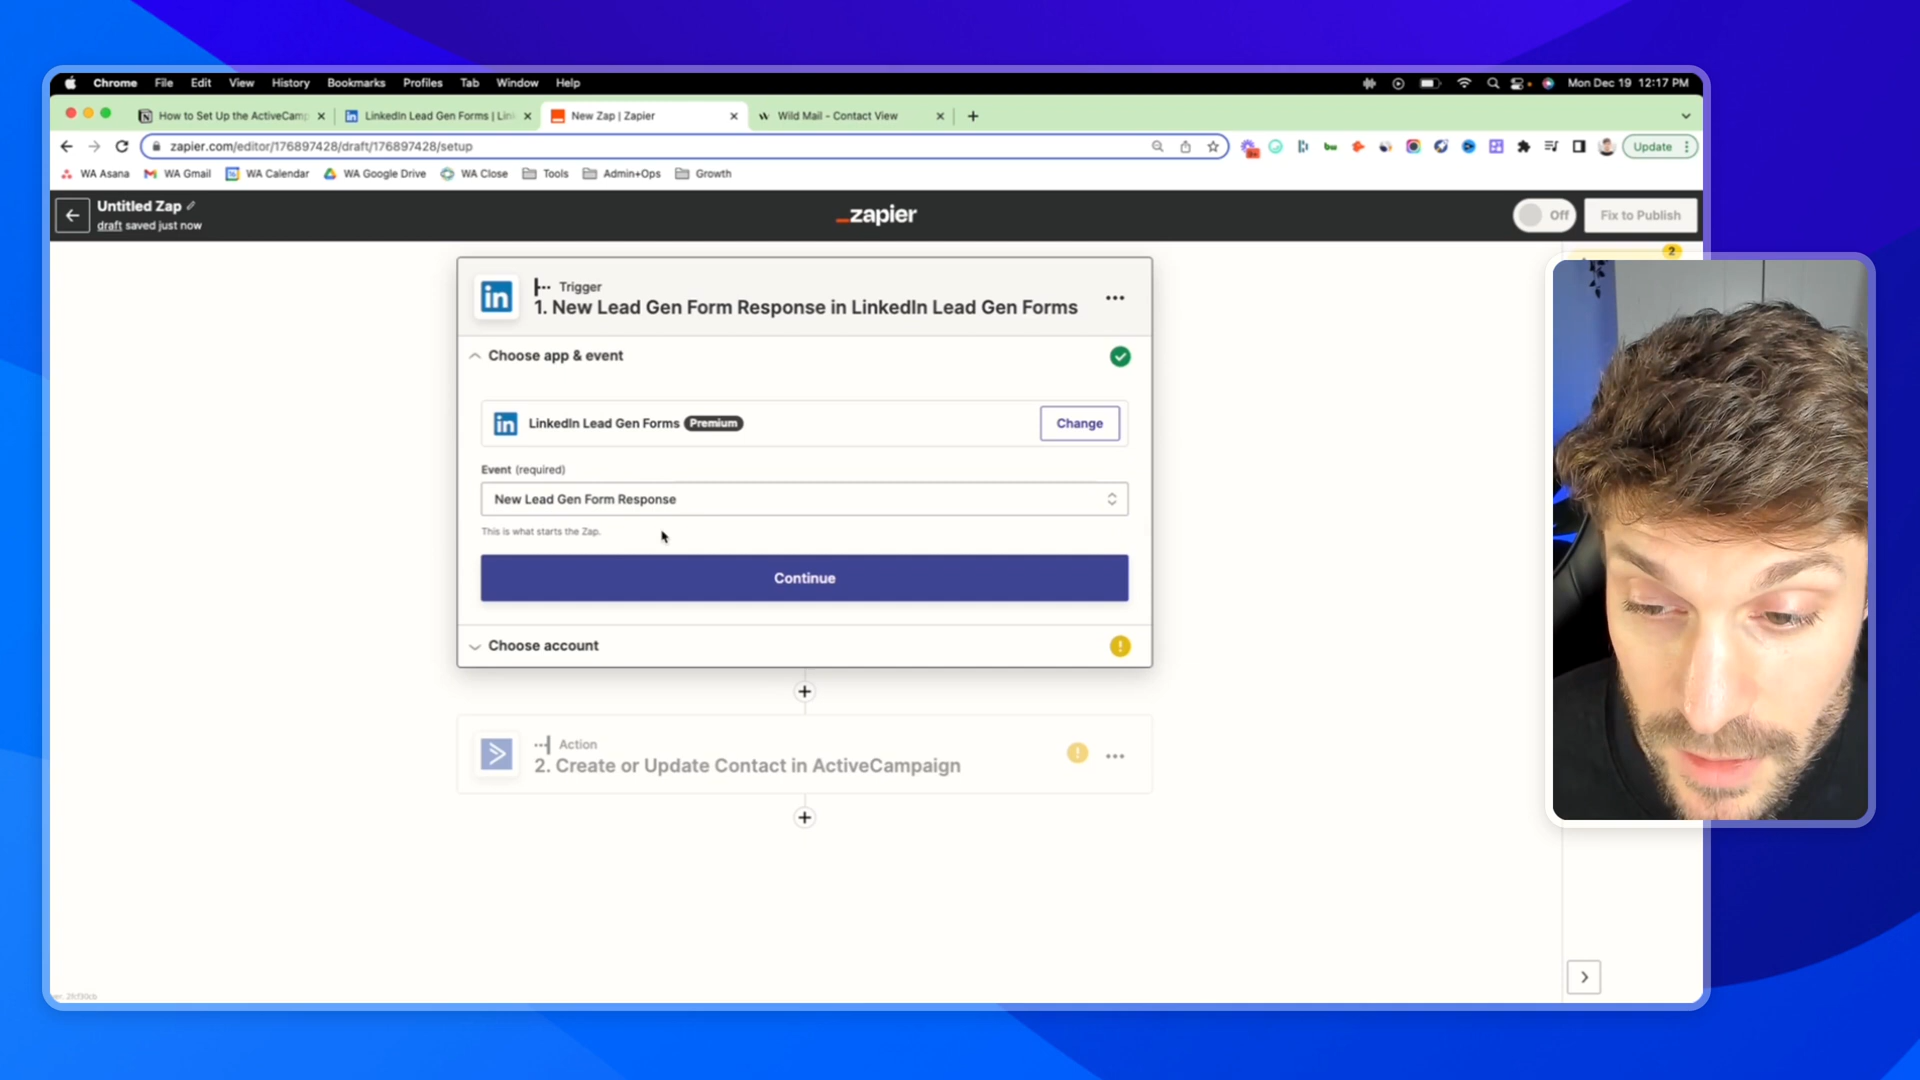 Chrome File Edit View History Bookmarks Profiles Tab Window Help Mon Dec 19 12:17 PM
How to Set Up the ActiveCamp LinkedIn Lead Gen Forms | Lin New Zap | Zapier Wild Mail - Contact View
zapier.com/editor/176897428/draft/176897428/setup Update
WA Asana WA Gmail WA Calendar WA Google Drive WA Close Tools Admin+Ops Growth
Untitled Zap
draft saved just now
_zapier
Off Fix to Publish
2
Trigger
1. New Lead Gen Form Response in LinkedIn Lead Gen Forms
Choose app & event
LinkedIn Lead Gen Forms Premium Change
Event (required)
New Lead Gen Form Response
This is what starts the Zap.
Continue
Choose account
Action
2. Create or Update Contact in ActiveCampaign